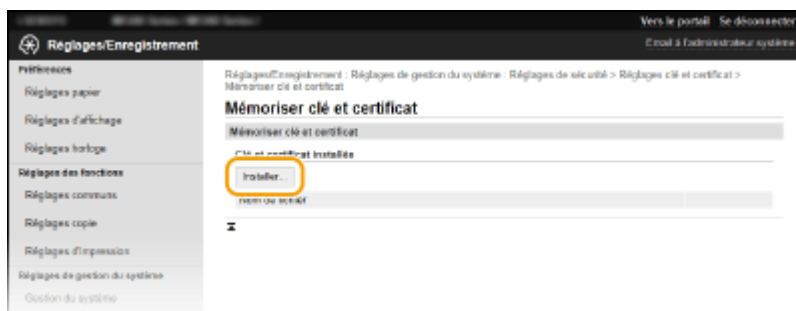 Vers le portail Se déconnecter
Réglages/Enregistrement
Email à l'administrateur système
Préférences
Réglages papier
Réglages d'affichage
Réglages horloge
Réglages des fonctions
Réglages communs
Réglages copie
Réglages d'impression
Réglages de gestion du système
Gestion du système
Réglages/Enregistrement : Réglages de gestion du système : Réglages de sécurité > Réglages clé et certificat >
Mémoriser clé et certificat
Mémoriser clé et certificat
Mémoriser clé et certificat
Clé et certificat installés
Installer...
Nom du fichier